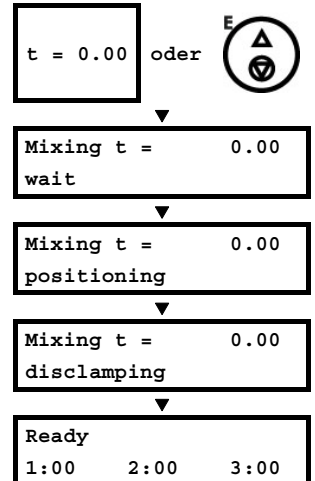 E
t = 0.00 oder
Mixing t = 0.00
wait
Mixing t = 0.00
positioning
Mixing t = 0.00
disclamping
Ready
1:00 2:00 3:00